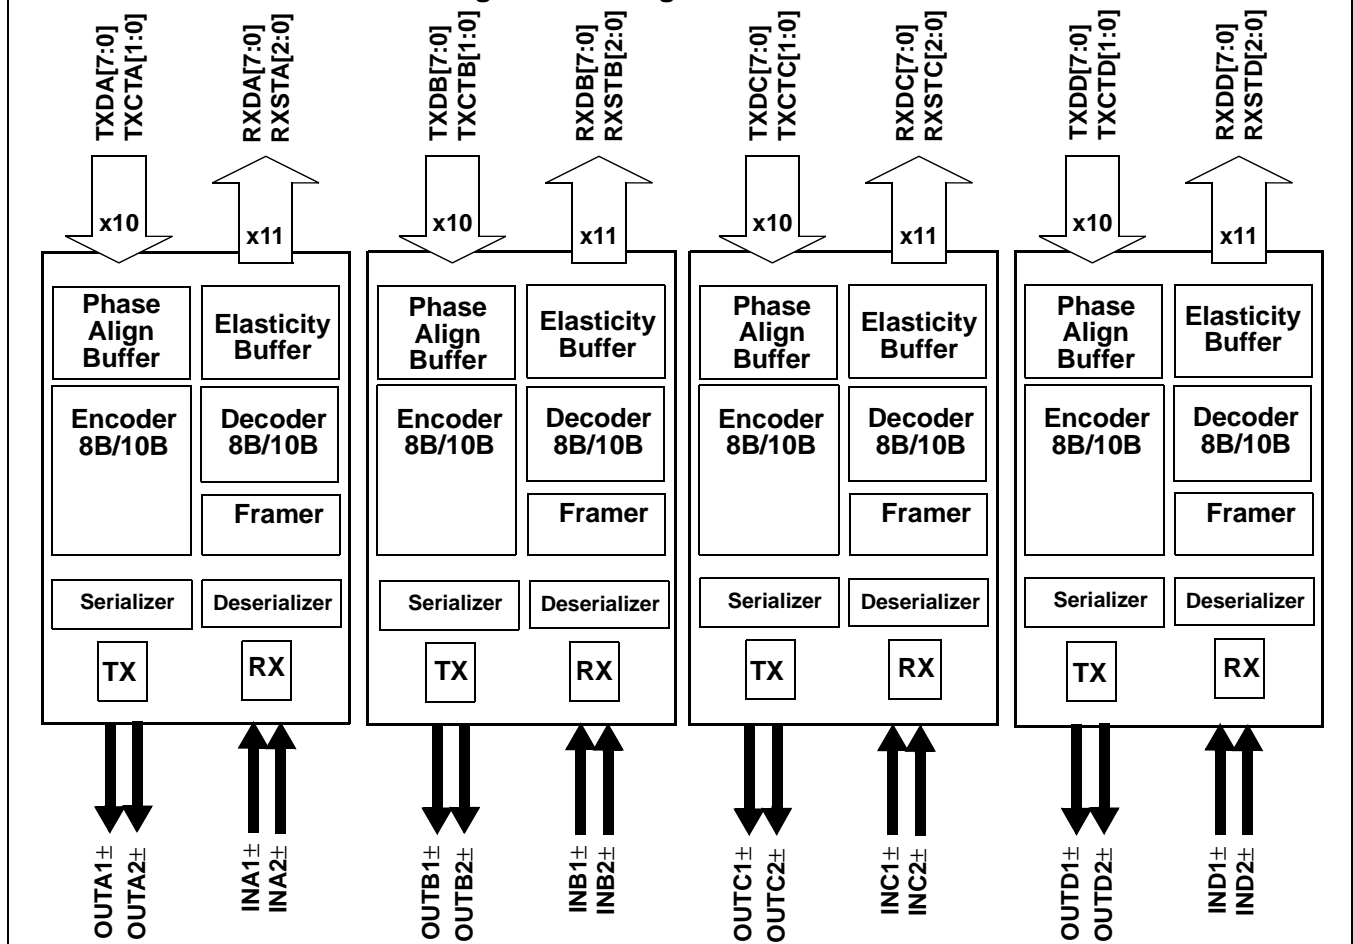 TXDA[7:0]
TXCTA[1:0]
RXDA[7:0]
RXSTA[2:0]
TXDB[7:0]
TXCTB[1:0]
RXDB[7:0]
RXSTB[2:0]
TXDC[7:0]
TXCTC[1:0]
RXDC[7:0]
RXSTC[2:0]
TXDD[7:0]
TXCTD[1:0]
RXDD[7:0]
RXSTD[2:0]
x10
x11
x10
x11
x10
x11
x10
x11
Phase
Align
Buffer
Elasticity
Buffer
Phase
Align
Buffer
Elasticity
Buffer
Phase
Align
Buffer
Elasticity
Buffer
Phase
Align
Buffer
Elasticity
Buffer
Encoder
8B/10B
Decoder
8B/10B
Encoder
8B/10B
Decoder
8B/10B
Encoder
8B/10B
Decoder
8B/10B
Encoder
8B/10B
Decoder
8B/10B
Framer
Framer
Framer
Framer
Serializer
Deserializer
Serializer
Deserializer
Serializer
Deserializer
Serializer
Deserializer
TX
RX
TX
RX
TX
RX
TX
RX
OUTA1±
OUTA2±
INA1±
INA2±
OUTB1±
OUTB2±
INB1±
INB2±
OUTC1±
OUTC2±
INC1±
INC2±
OUTD1±
OUTD2±
IND1±
IND2±